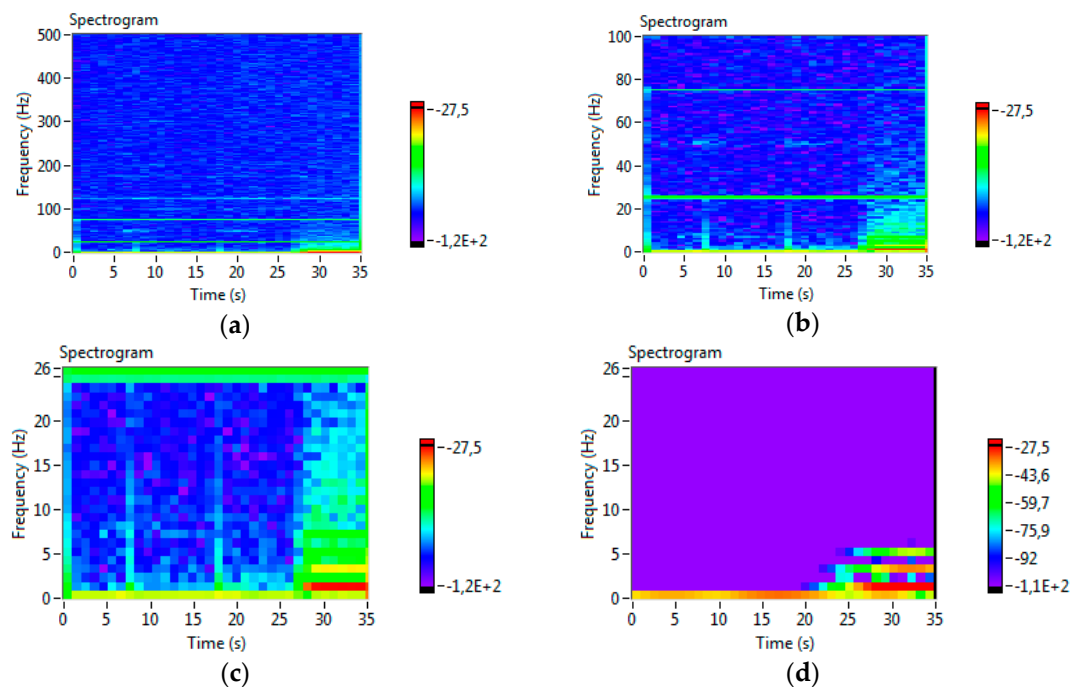 Spectrogram
Frequency (Hz)
500
400
300
200
100
0
0 5 10 15 20 25 30 35
Time (s)
-27,5
-1,2E+2
(a)
Spectrogram
Frequency (Hz)
100
80
60
40
20
0
0 5 10 15 20 25 30 35
Time (s)
-27,5
-1,2E+2
(b)
Spectrogram
Frequency (Hz)
26
20
15
10
5
0
0 5 10 15 20 25 30 35
Time (s)
-27,5
-1,2E+2
(c)
Spectrogram
Frequency (Hz)
26
20
15
10
5
0
0 5 10 15 20 25 30 35
Time (s)
-27,5
-43,6
-59,7
-75,9
-92
-1,1E+2
(d)